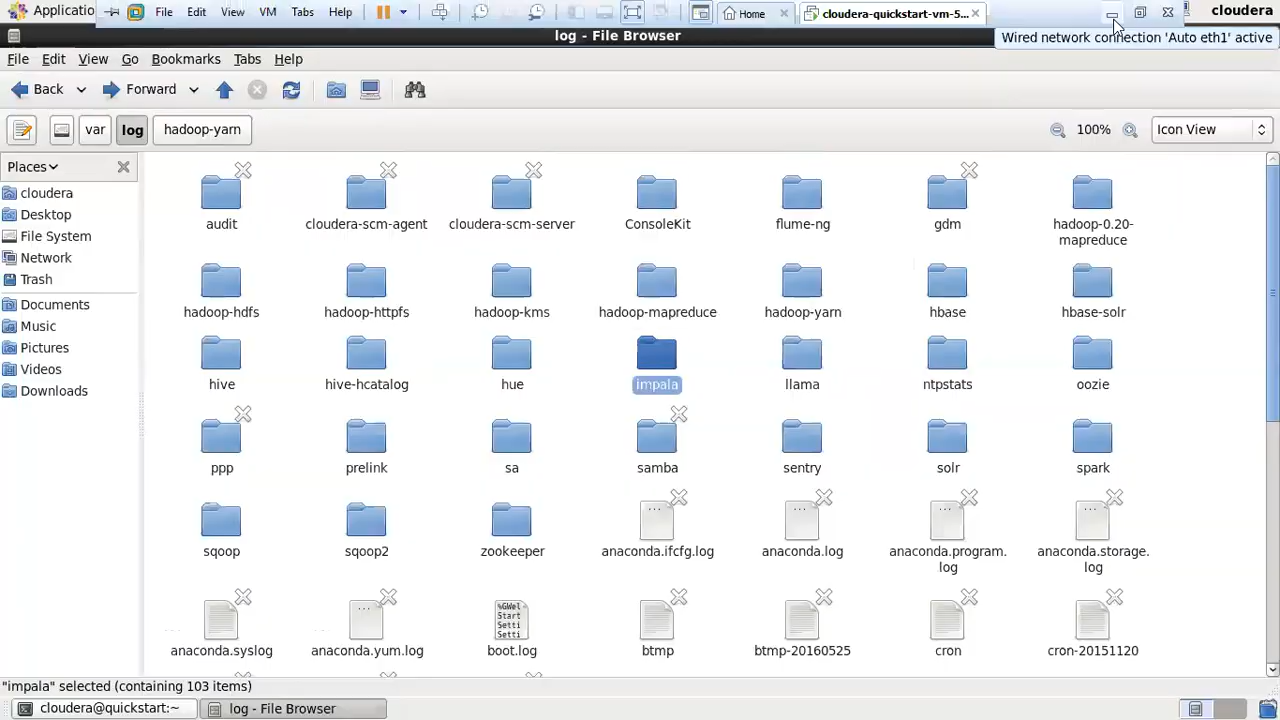 Applicati File Edit View VM Tabs Help Home cloudera-quickstart-vm-5... cloudera
log - File Browser
Wired network connection 'Auto eth1' active
File Edit View Go Bookmarks Tabs Help
Back Forward
var log hadoop-yarn 100% Icon View
Places
cloudera
Desktop
File System
Network
Trash
Documents
Music
Pictures
Videos
Downloads
audit cloudera-scm-agent cloudera-scm-server ConsoleKit flume-ng gdm hadoop-0.20-
mapreduce
hadoop-hdfs hadoop-httpfs hadoop-kms hadoop-mapreduce hadoop-yarn hbase hbase-solr
hive hive-hcatalog hue impala llama ntpstats oozie
ppp prelink sa samba sentry solr spark
sqoop sqoop2 zookeeper anaconda.ifcfg.log anaconda.log anaconda.program. anaconda.storage.
log log
%GWel
Start
Setti
Setti
anaconda.syslog anaconda.yum.log boot.log btmp btmp-20160525 cron cron-20151120
"impala" selected (containing 103 items)
cloudera@quickstart:~ log - File Browser